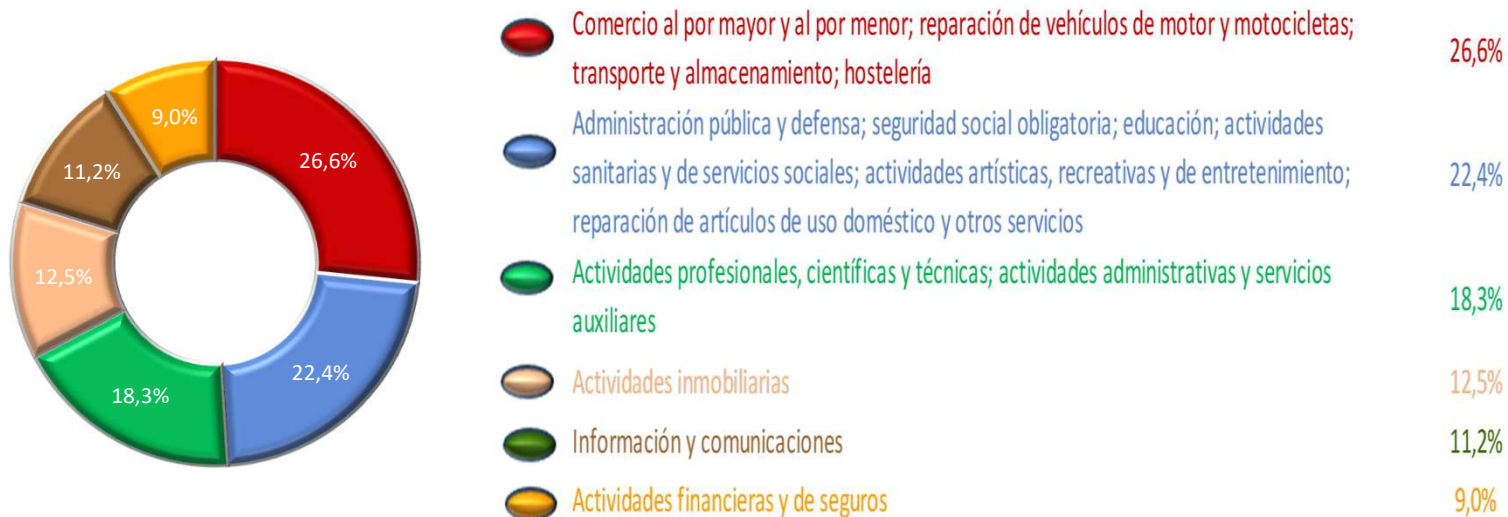 26,6%
22,4%
18,3%
12,5%
11,2%
9,0%
Comercio al por mayor y al por menor; reparación de vehículos de motor y motocicletas;
transporte y almacenamiento; hostelería
26,6%
Administración pública y defensa; seguridad social obligatoria; educación; actividades
sanitarias y de servicios sociales; actividades artísticas, recreativas y de entretenimiento;
reparación de artículos de uso doméstico y otros servicios
22,4%
Actividades profesionales, científicas y técnicas; actividades administrativas y servicios
auxiliares
18,3%
Actividades inmobiliarias
12,5%
Información y comunicaciones
11,2%
Actividades financieras y de seguros
9,0%